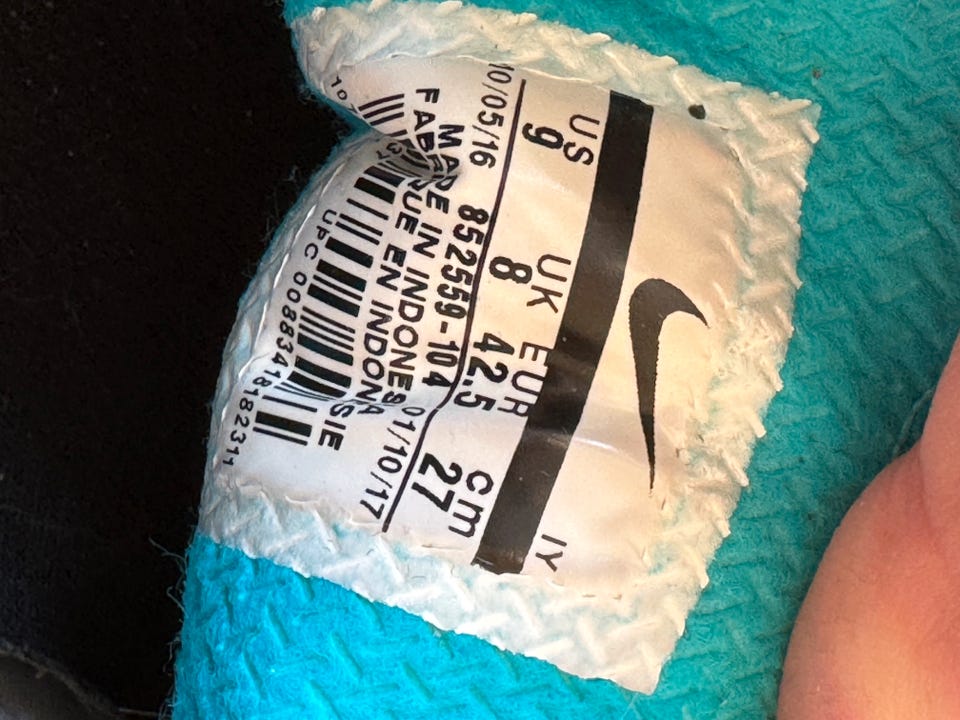 IY
US UK EUR cm
9 8 42.5 27
10/05/16 01/10/17
852559-104
MADE IN INDONESIA
FABRIQUE EN INDONESIE
UPC 00883418182311